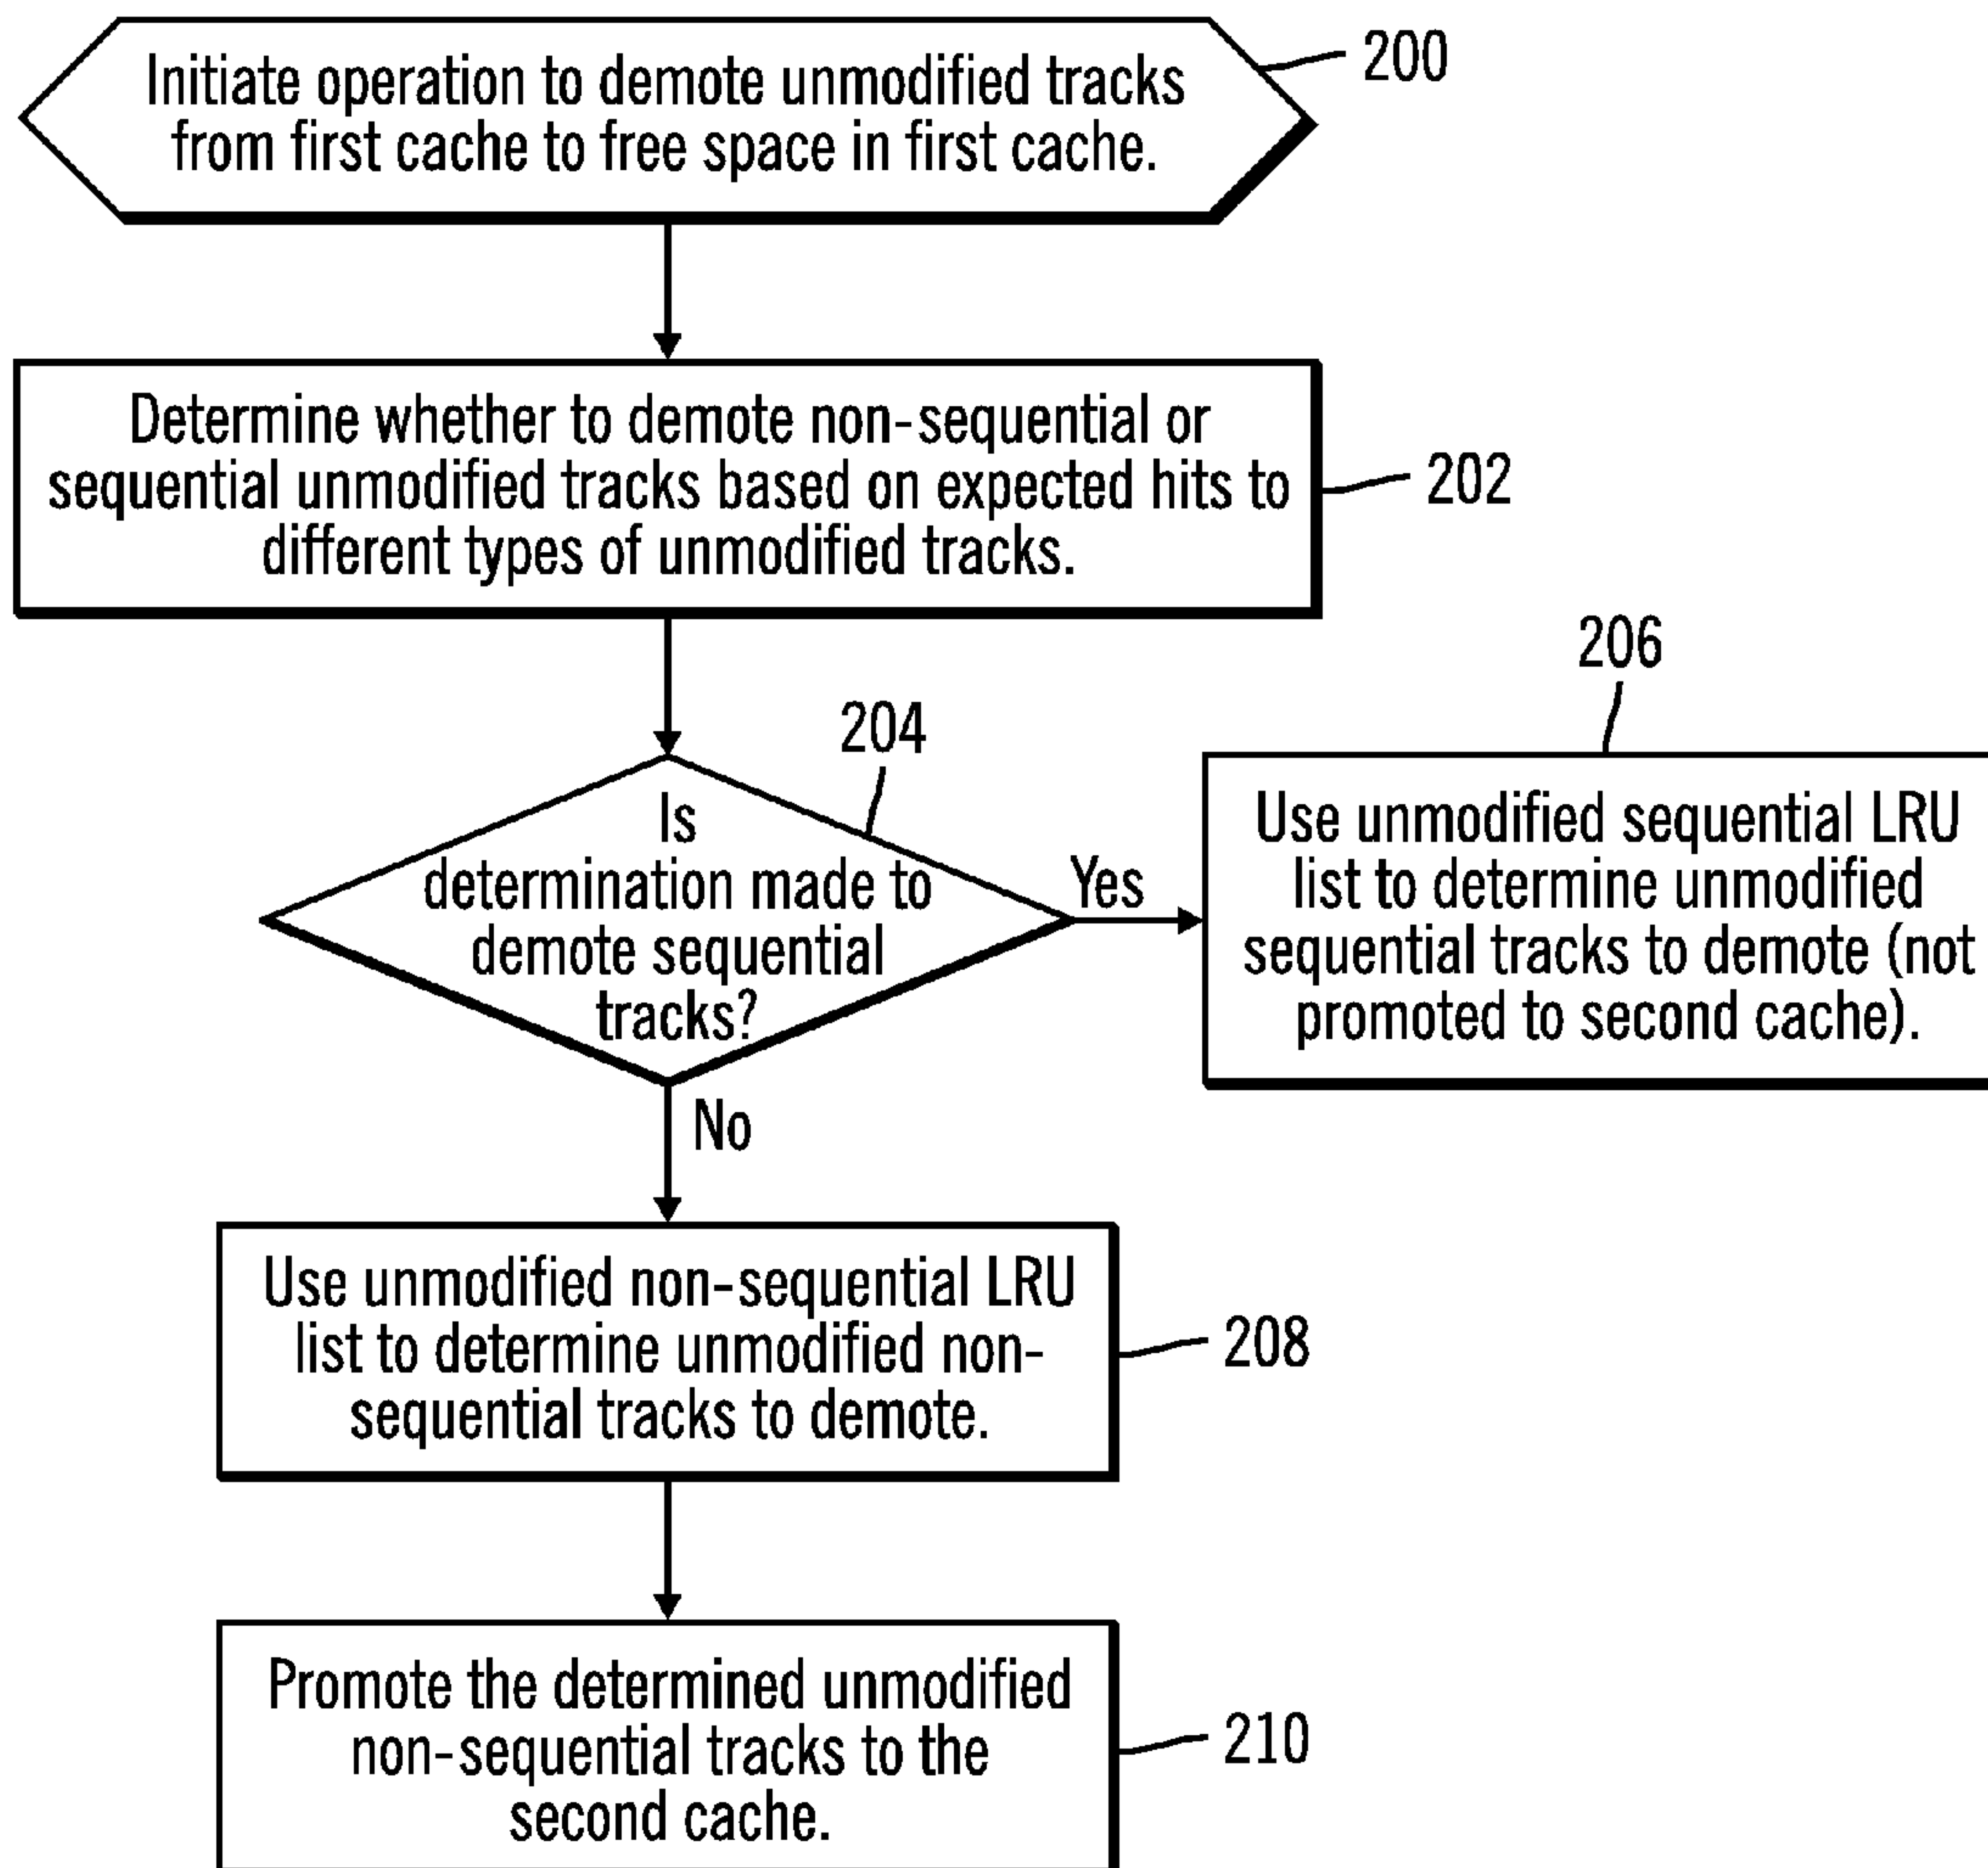 Initiate operation to demote unmodified tracks
from first cache to free space in first cache.
200
Determine whether to demote non-sequential or
sequential unmodified tracks based on expected hits to
different types of unmodified tracks.
202
204
Is
determination made to
demote sequential
tracks?
Yes
No
206
Use unmodified sequential LRU
list to determine unmodified
sequential tracks to demote (not
promoted to second cache).
Use unmodified non-sequential LRU
list to determine unmodified non-
sequential tracks to demote.
208
Promote the determined unmodified
non-sequential tracks to the
second cache.
210